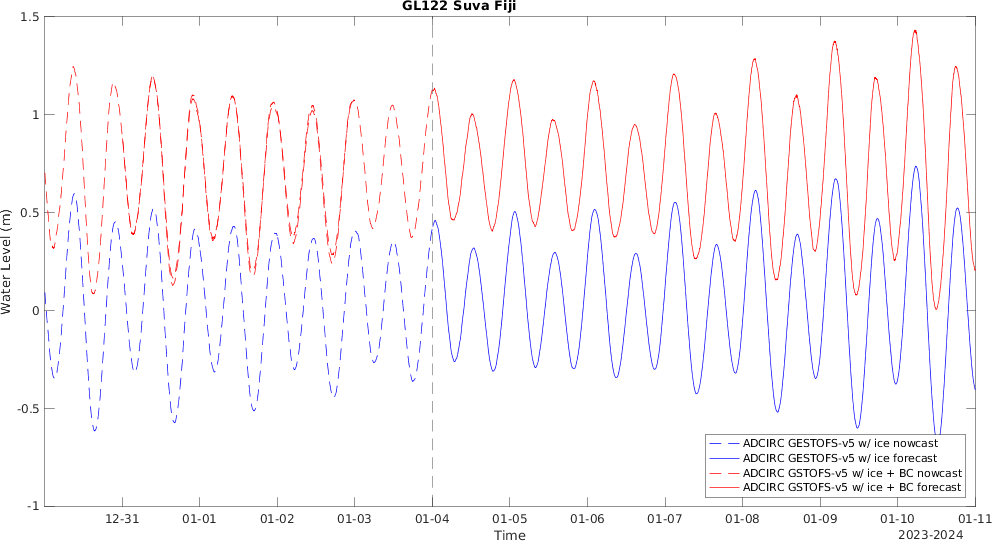 GL122 Suva Fiji
1.5
1
0.5
0
-0.5
-1
Water Level (m)
12-31
01-01
01-02
01-03
01-04
01-05
01-06
01-07
01-08
01-09
01-10
01-11
Time
2023-2024
ADCIRC GESTOFS-v5 w/ ice nowcast
ADCIRC GESTOFS-v5 w/ ice forecast
ADCIRC GSTOFS-v5 w/ ice + BC nowcast
ADCIRC GSTOFS-v5 w/ ice + BC forecast